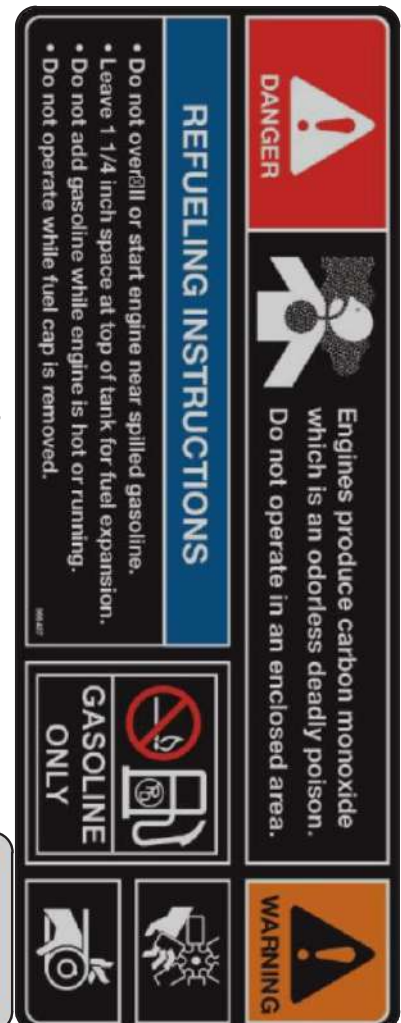 DANGER
Engines produce carbon monoxide
which is an odorless deadly poison.
Do not operate in an enclosed area.
WARNING
REFUELING INSTRUCTIONS
• Do not over☒ll or start engine near spilled gasoline.
• Leave 1 1/4 inch space at top of tank for fuel expansion.
• Do not add gasoline while engine is hot or running.
• Do not operate while fuel cap is removed.
GASOLINE
ONLY